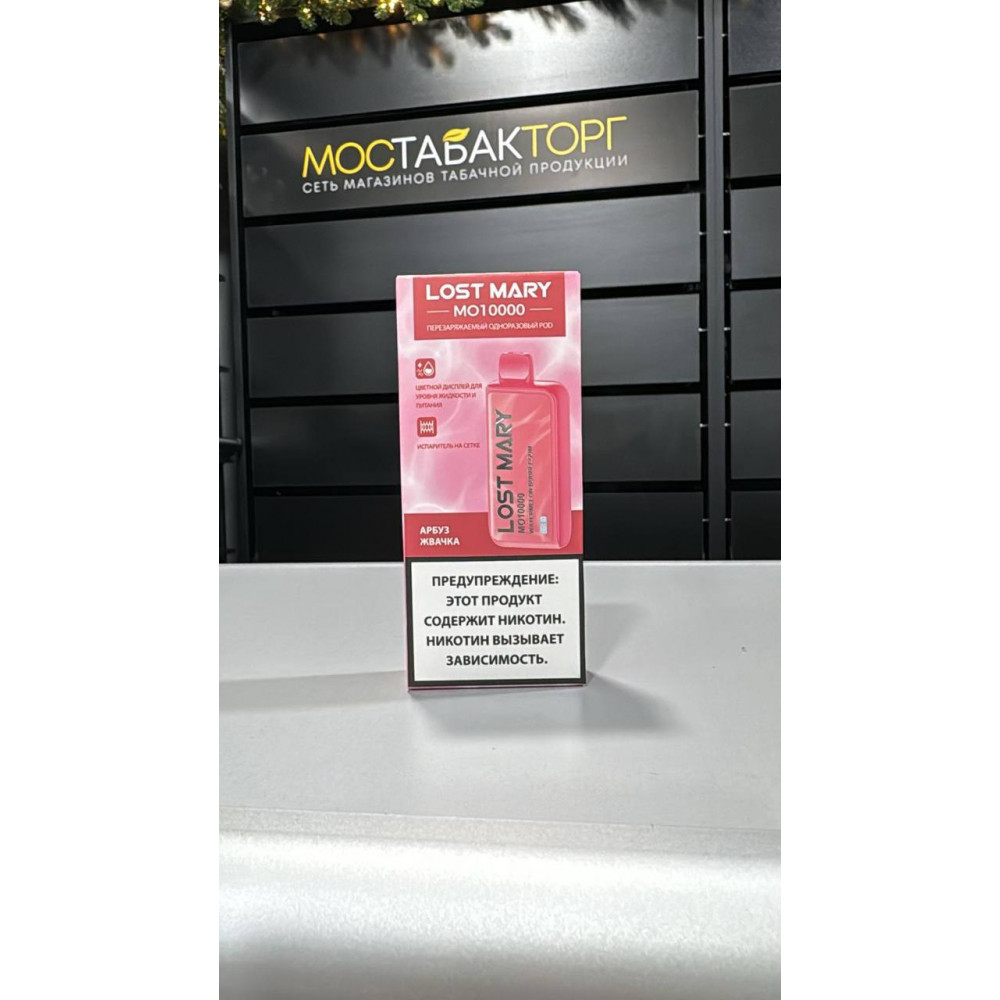 МОСТАБАКТОРГ
СЕТЬ МАГАЗИНОВ ТАБАЧНОЙ ПРОДУКЦИИ
LOST MARY
MO10000
ПЕРЕЗАРЯЖАЕМЫЙ ОДНОРАЗОВЫЙ POD
ЦВЕТНОЙ ДИСПЛЕЙ ДЛЯ
УРОВНЯ ЖИДКОСТИ И
ПИТАНИЯ
ИСПАРИТЕЛЬ НА СЕТКЕ
LOST MARY
MO10000
АРБУЗ
ЖВАЧКА
ПРЕДУПРЕЖДЕНИЕ:
ЭТОТ ПРОДУКТ
СОДЕРЖИТ НИКОТИН.
НИКОТИН ВЫЗЫВАЕТ
ЗАВИСИМОСТЬ.